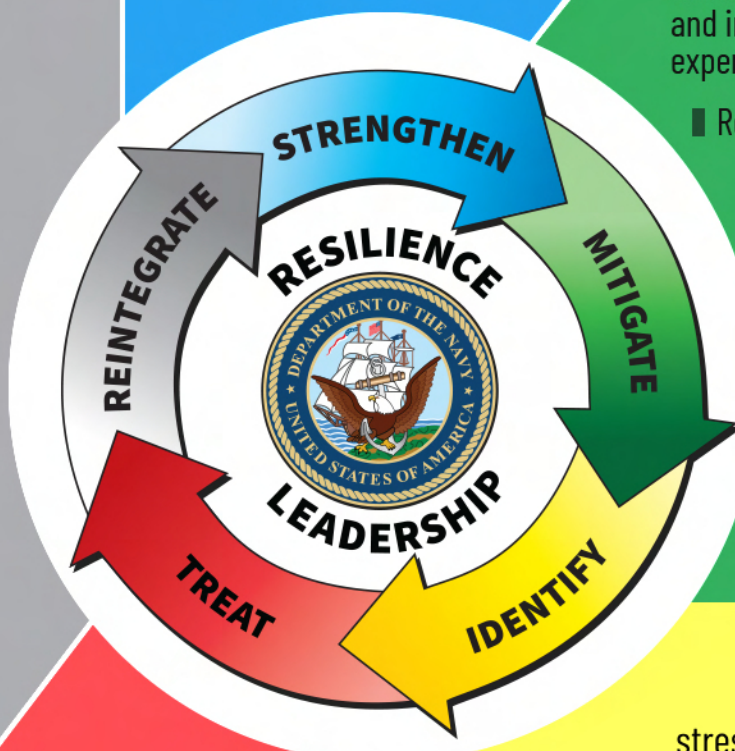 and i
exper
R
STRENGTHEN
MITIGATE
IDENTIFY
TREAT
REINTEGRATE
RESILIENCE
DEPARTMENT OF THE NAVY
UNITED STATES OF AMERICA
LEADERSHIP
stres